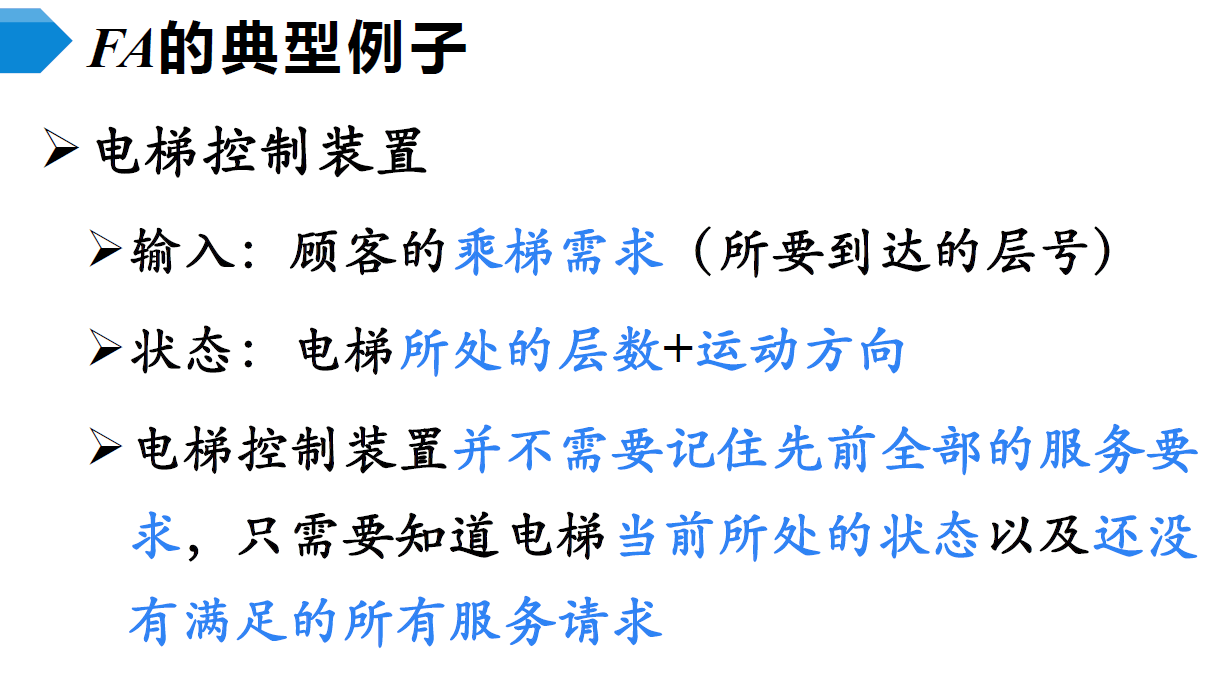 FA的典型例子
电梯控制装置
输入：顾客的乘梯需求（所要到达的层号）
状态：电梯所处的层数+运动方向
电梯控制装置并不需要记住先前全部的服务要
求，只需要知道电梯当前所处的状态以及还没
有满足的所有服务请求